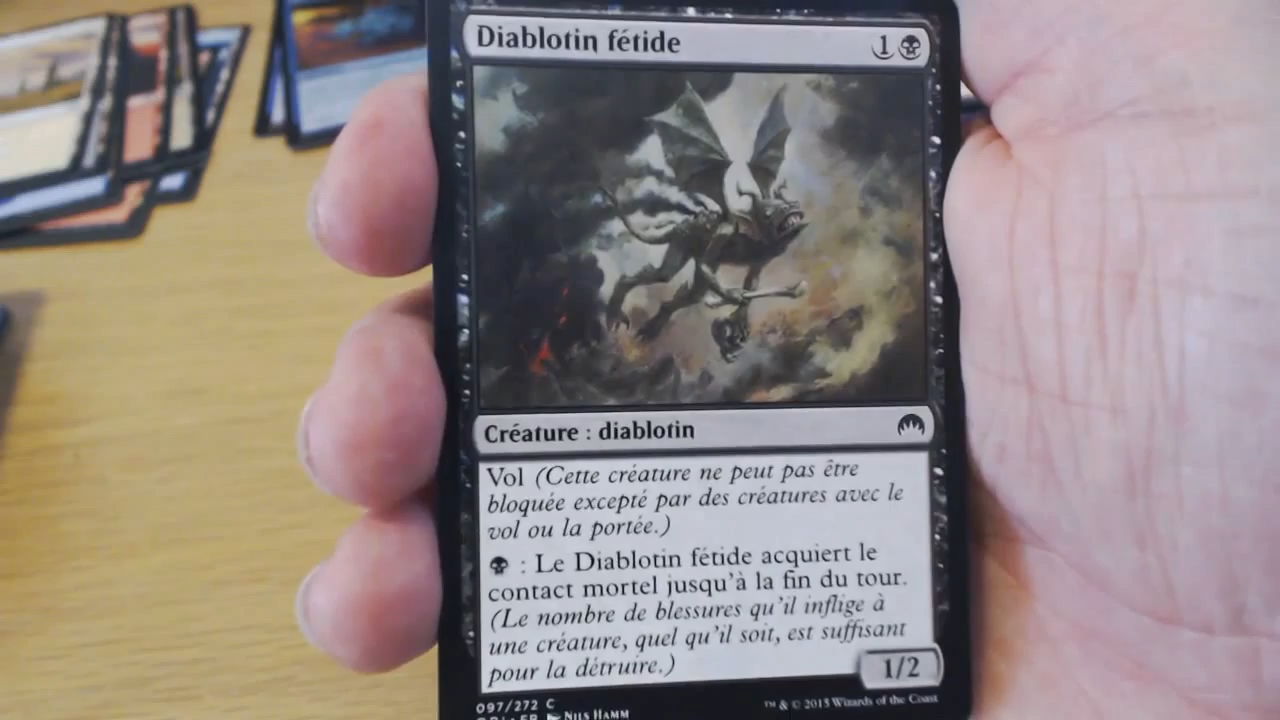 Diablotin fétide 1
Créature : diablotin
Vol (Cette créature ne peut pas être
bloquée excepté par des créatures avec le
vol ou la portée.)
: Le Diablotin fétide acquiert le
contact mortel jusqu'à la fin du tour.
(Le nombre de blessures qu'il inflige à
une créature, quel qu'il soit, est suffisant
pour la détruire.)
1/2
097/272 C
NILS HAMM
™ & © 2015 Wizards of the Coast